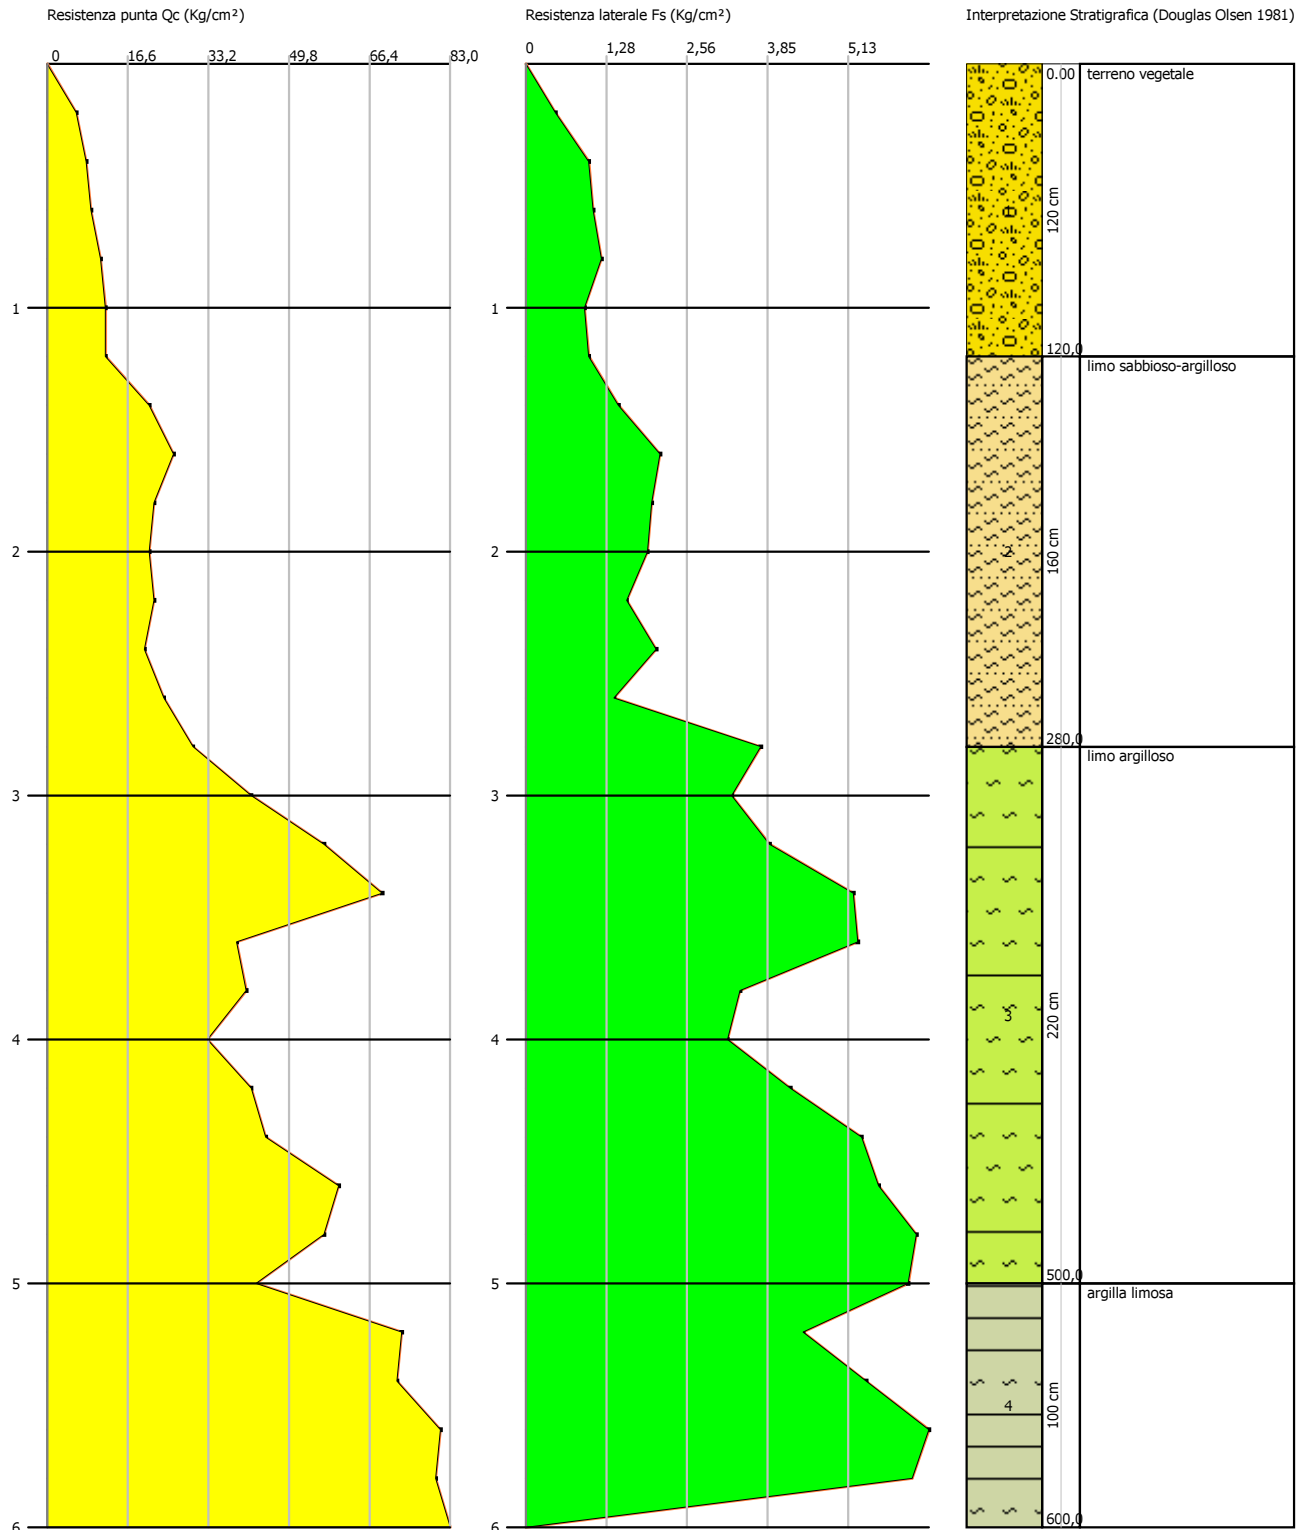 Resistenza punta Qc (Kg/cm²)
0 16,6 33,2 49,8 66,4 83,0
1
2
3
4
5
6
Resistenza laterale Fs (Kg/cm²)
0 1,28 2,56 3,85 5,13
1
2
3
4
5
6
Interpretazione Stratigrafica (Douglas Olsen 1981)
0.00 terreno vegetale
1 120 cm
120,0
limo sabbioso-argilloso
2 160 cm
280,0
limo argilloso
3 220 cm
500,0
argilla limosa
4 100 cm
600,0